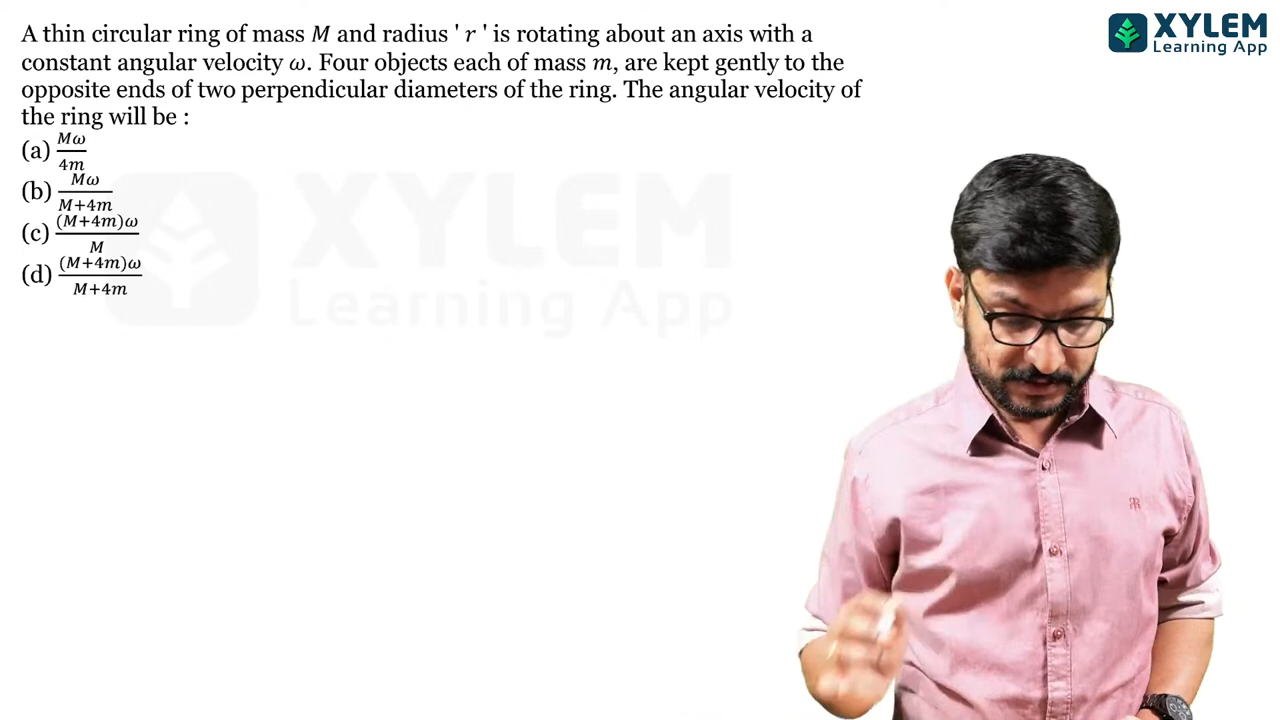 A thin circular ring of mass M and radius ' r ' is rotating about an axis with a
constant angular velocity ω. Four objects each of mass m, are kept gently to the
opposite ends of two perpendicular diameters of the ring. The angular velocity of
the ring will be :
(a) Mω/4m
(b) Mω/M+4m
(c) (M+4m)ω/M
(d) (M+4m)ω/M+4m
XYLEM
Learning App
XYLEM
Learning App